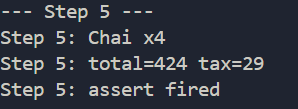 --- Step 5 ---
Step 5: Chai x4
Step 5: total=424 tax=29
Step 5: assert fired